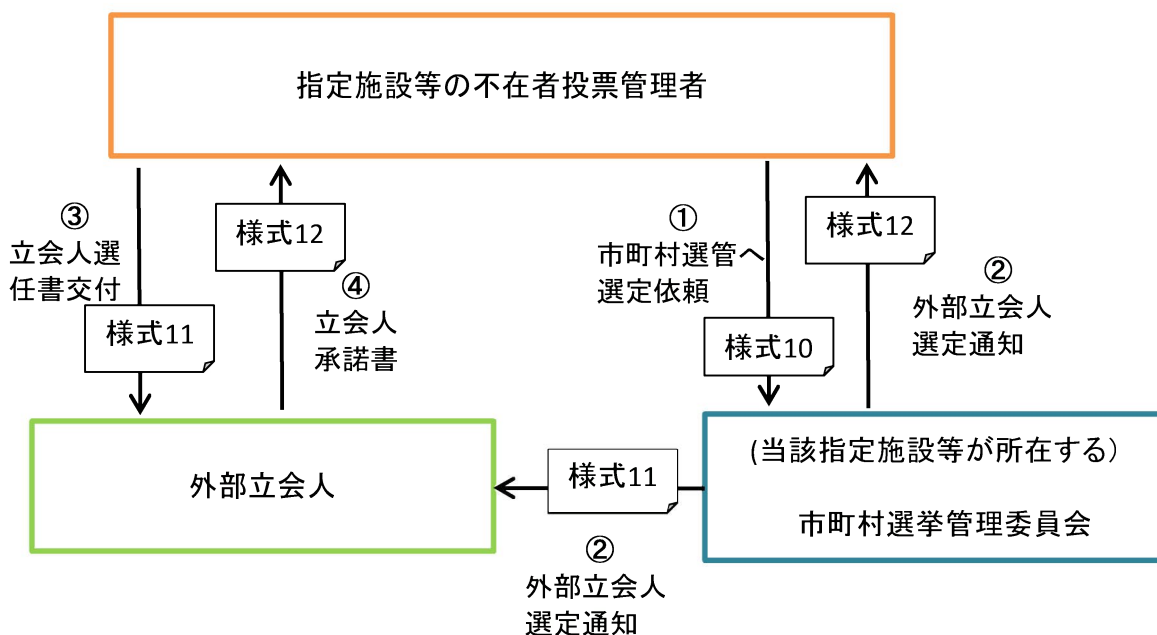 指定施設等の不在者投票管理者
③
立会人選
任書交付
様式11
様式12
④
立会人
承諾書
①
市町村選管へ
選定依頼
様式10
様式12
②
外部立会人
選定通知
外部立会人
様式11
②
外部立会人
選定通知
(当該指定施設等が所在する)
市町村選挙管理委員会